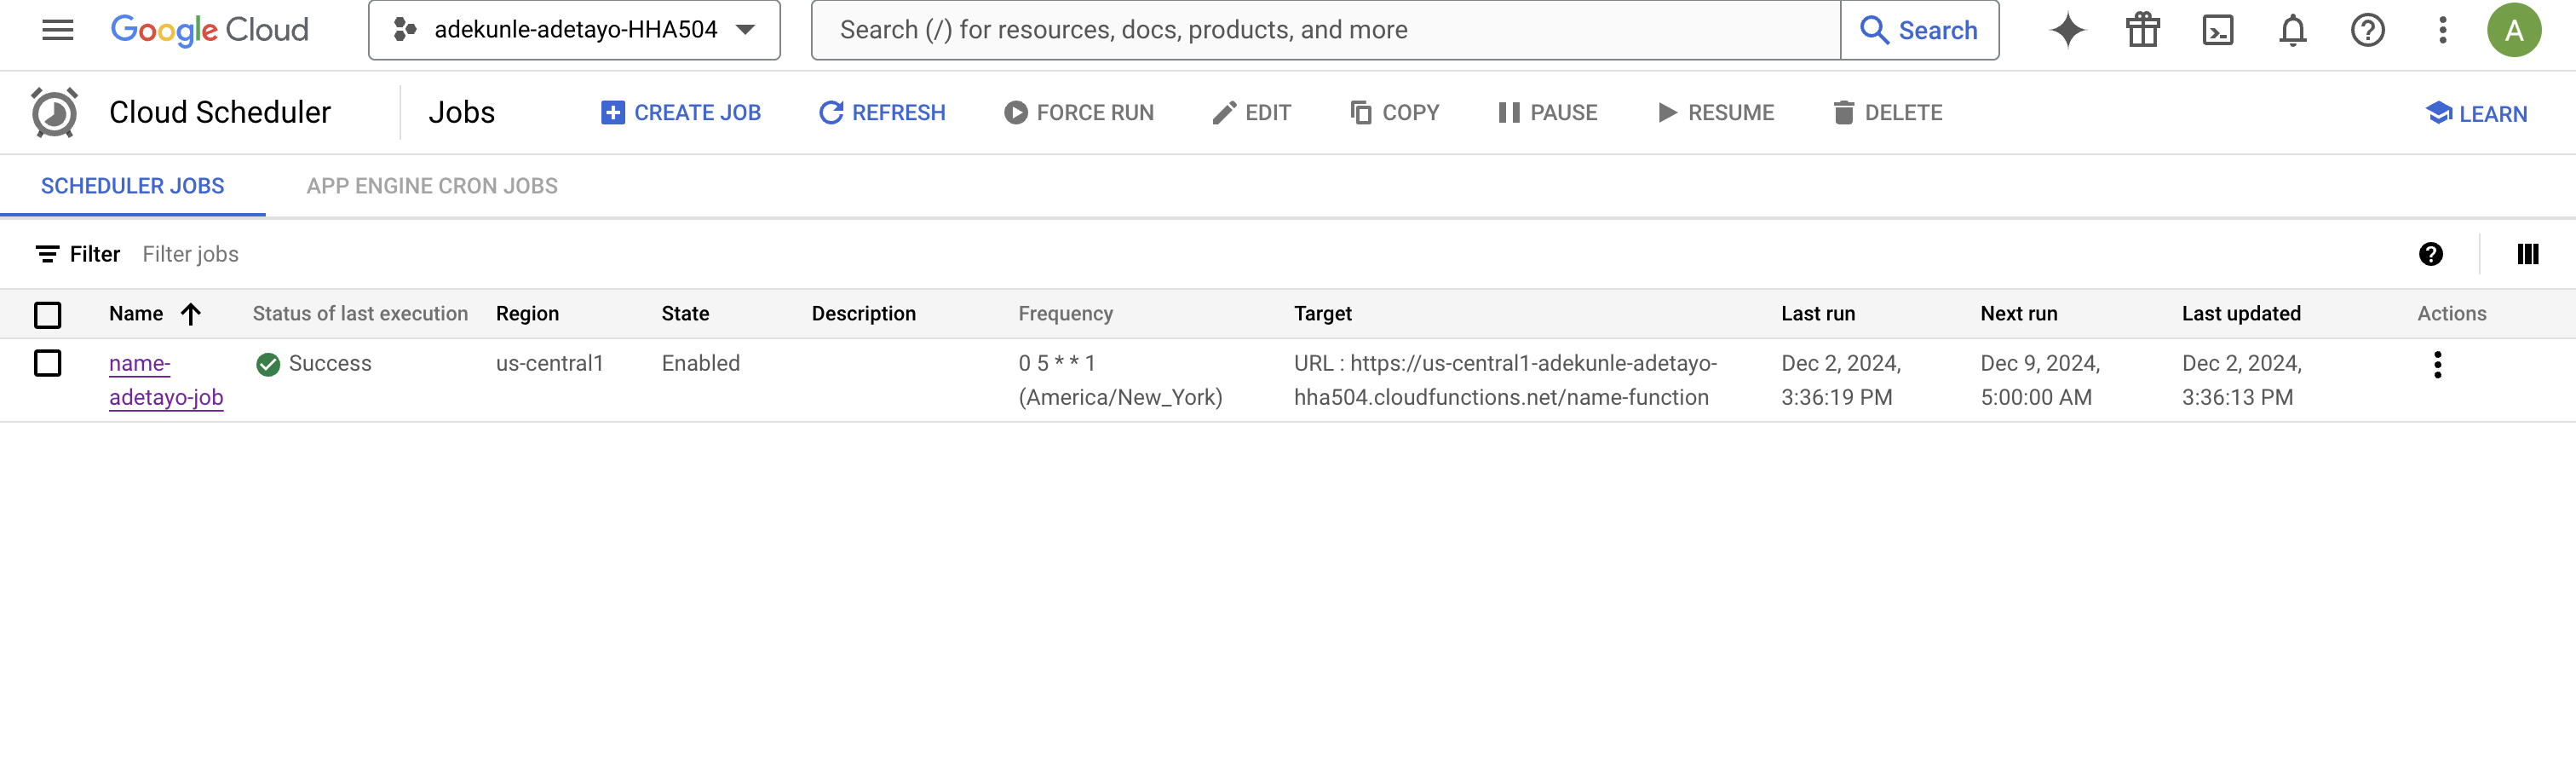 Google Cloud adekunle-adetayo-HHA504 Search (/) for resources, docs, products, and more Search A
Cloud Scheduler Jobs CREATE JOB REFRESH FORCE RUN EDIT COPY PAUSE RESUME DELETE LEARN
SCHEDULER JOBS APP ENGINE CRON JOBS
Filter Filter jobs
Name Status of last execution Region State Description Frequency Target Last run Next run Last updated Actions
name- Success us-central1 Enabled 0 5 * * 1 URL : https://us-central1-adekunle-adetayo- Dec 2, 2024, Dec 9, 2024, Dec 2, 2024,
adetayo-job (America/New_York) hha504.cloudfunctions.net/name-function 3:36:19 PM 5:00:00 AM 3:36:13 PM